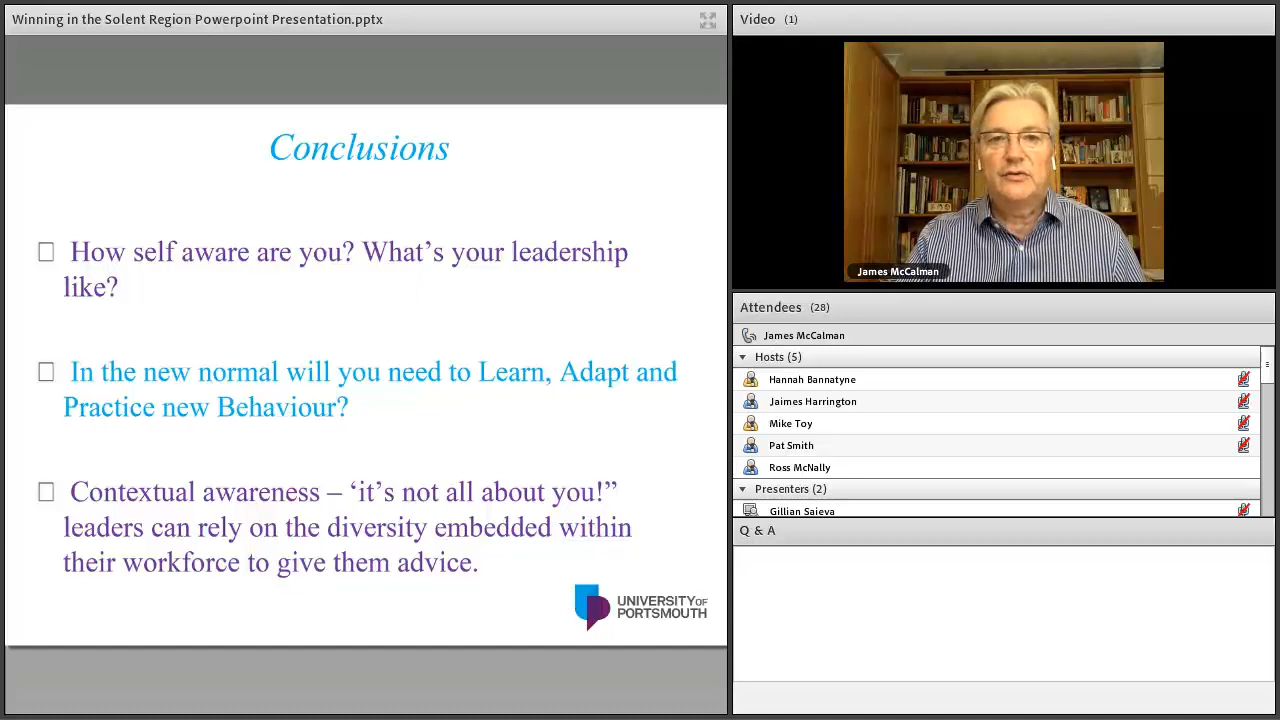 Winning in the Solent Region Powerpoint Presentation.pptx
Conclusions
How self aware are you? What’s your leadership
like?
In the new normal will you need to Learn, Adapt and
Practice new Behaviour?
Contextual awareness – ‘it’s not all about you!”
leaders can rely on the diversity embedded within
their workforce to give them advice.
UNIVERSITY OF
PORTSMOUTH
Video (1)
James McCalman
Attendees (28)
James McCalman
Hosts (5)
Hannah Bannatyne
Jaimes Harrington
Mike Toy
Pat Smith
Ross McNally
Presenters (2)
Gillian Saieva
Q & A